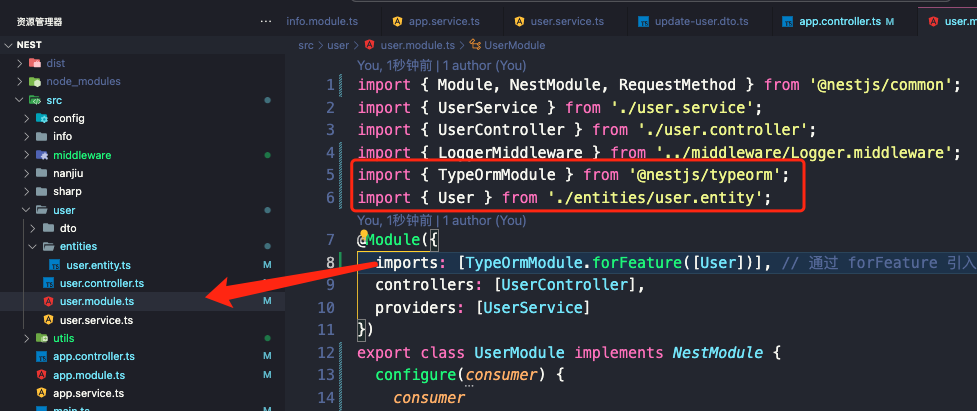 资源管理器
NEST
dist
node_modules
src
config
info
middleware
nanjiu
sharp
user
dto
entities
user.entity.ts M
user.controller.ts
user.module.ts M
user.service.ts
utils
app.controller.ts M
app.module.ts M
app.service.ts
main.ts
info.module.ts
app.service.ts
user.service.ts
update-user.dto.ts
app.controller.ts M
user.m
src > user > user.module.ts > UserModule
You, 1秒钟前 | 1 author (You)
1 import { Module, NestModule, RequestMethod } from '@nestjs/common';
2 import { UserService } from './user.service';
3 import { UserController } from './user.controller';
4 import { LoggerMiddleware } from '../middleware/Logger.middleware';
5 import { TypeOrmModule } from '@nestjs/typeorm';
6 import { User } from './entities/user.entity';
You, 1秒钟前 | 1 author (You)
7 @Module({
8 imports: [TypeOrmModule.forFeature([User])], // 通过 forFeature 引入
9 controllers: [UserController],
10 providers: [UserService]
11 })
12 export class UserModule implements NestModule {
13 configure(consumer) {
14 consumer